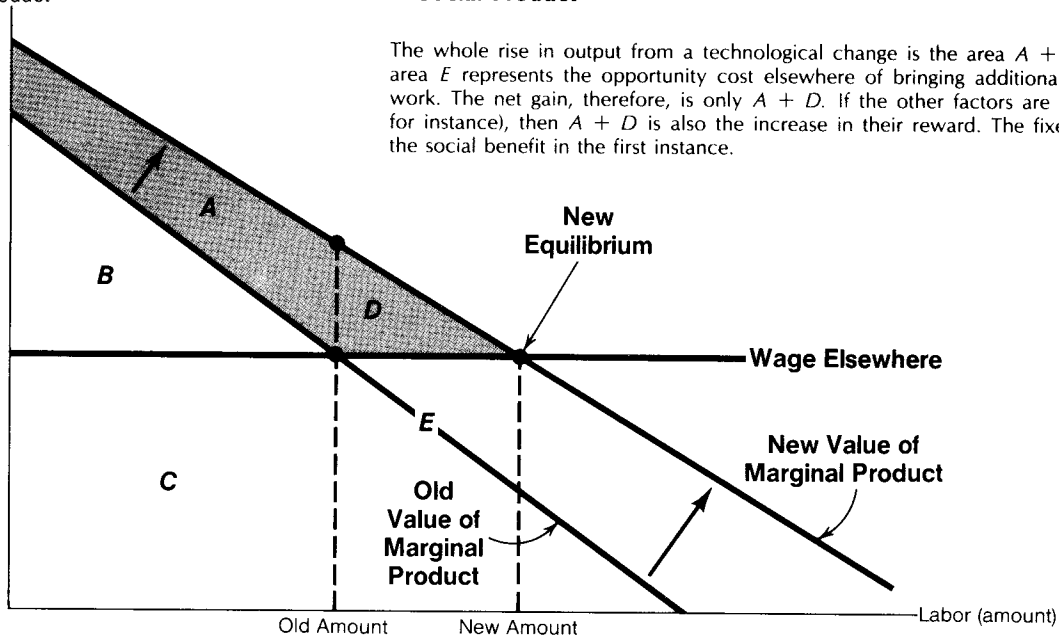 The whole rise in output from a technological change is the area A +
area E represents the opportunity cost elsewhere of bringing additiona
work. The net gain, therefore, is only A + D. If the other factors are
for instance), then A + D is also the increase in their reward. The fixe
the social benefit in the first instance.
A
New
Equilibrium
B
D
Wage Elsewhere
E
New Value of
Marginal Product
C
Old
Value of
Marginal
Product
Labor (amount)
Old Amount New Amount